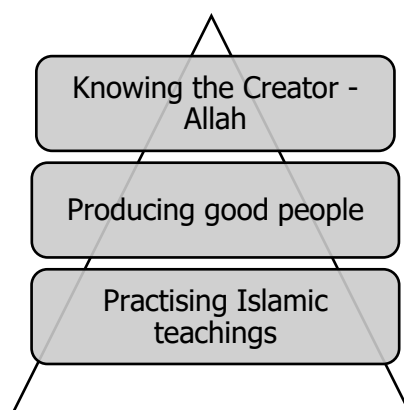 Knowing the Creator -
Allah
Producing good people
Practising Islamic
teachings